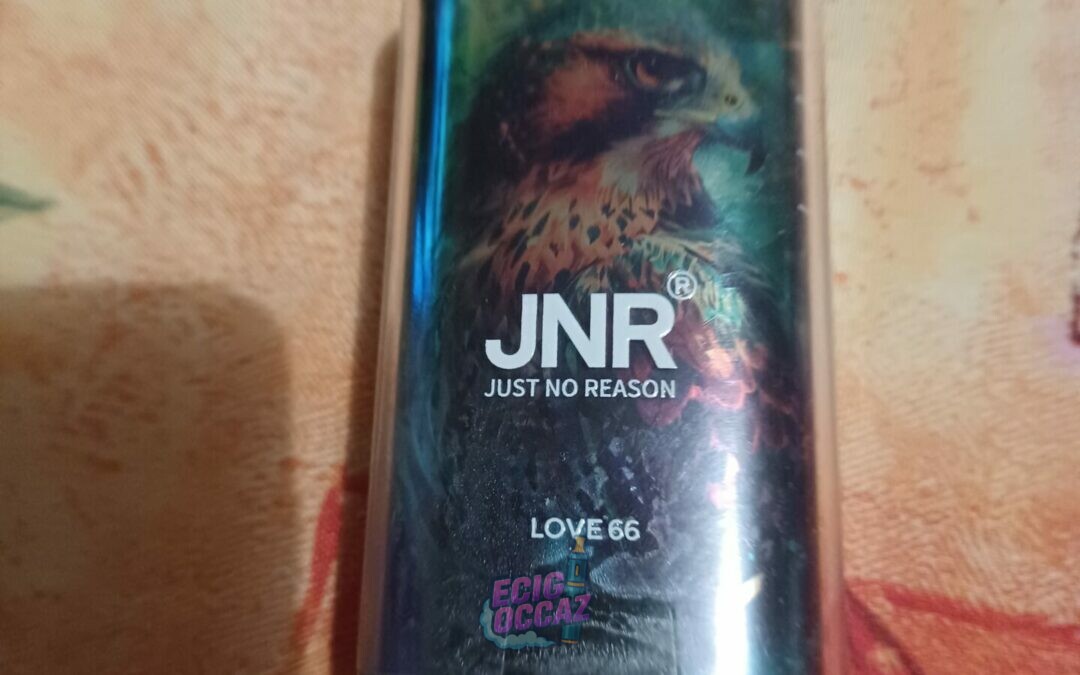 JNR®
JUST NO REASON
LOVE 66
ECIG
OCCAZ